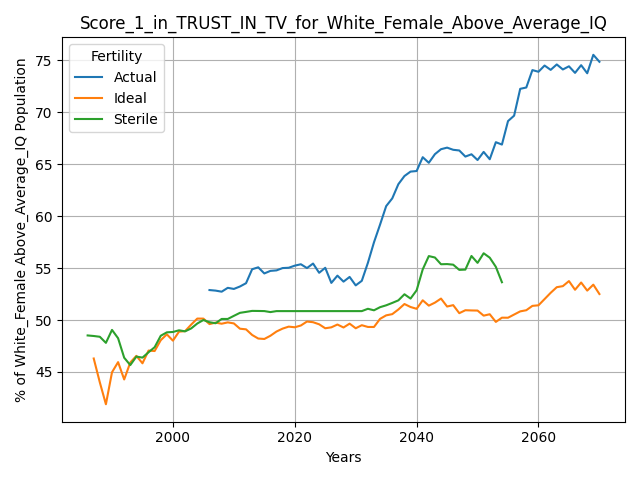 Score_1_in_TRUST_IN_TV_for_White_Female_Above_Average_IQ
Fertility
Actual
Ideal
Sterile
% of White_Female Above_Average_IQ Population
75
70
65
60
55
50
45
2000 2020 2040 2060
Years